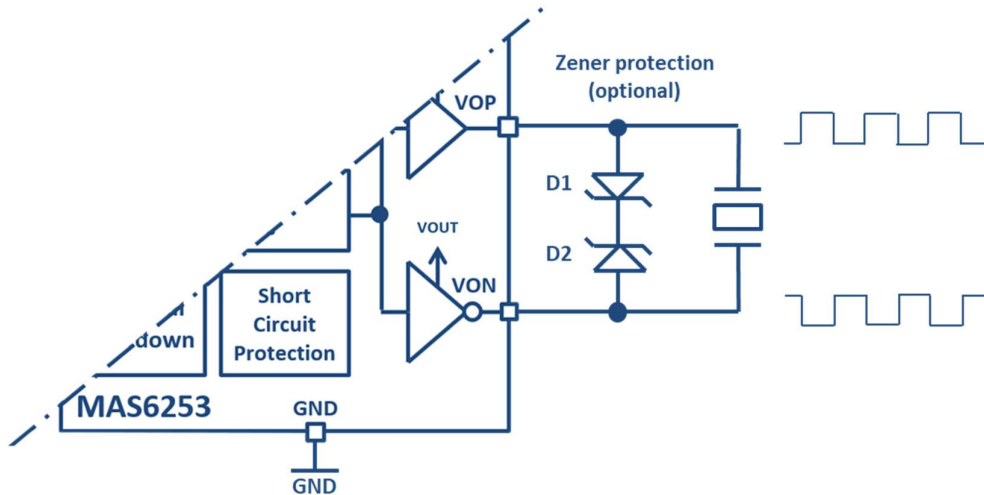 Zener protection
(optional)
VOP
D1
VOUT
D2
VON
Short
Circuit
Protection
down
MAS6253
GND
GND